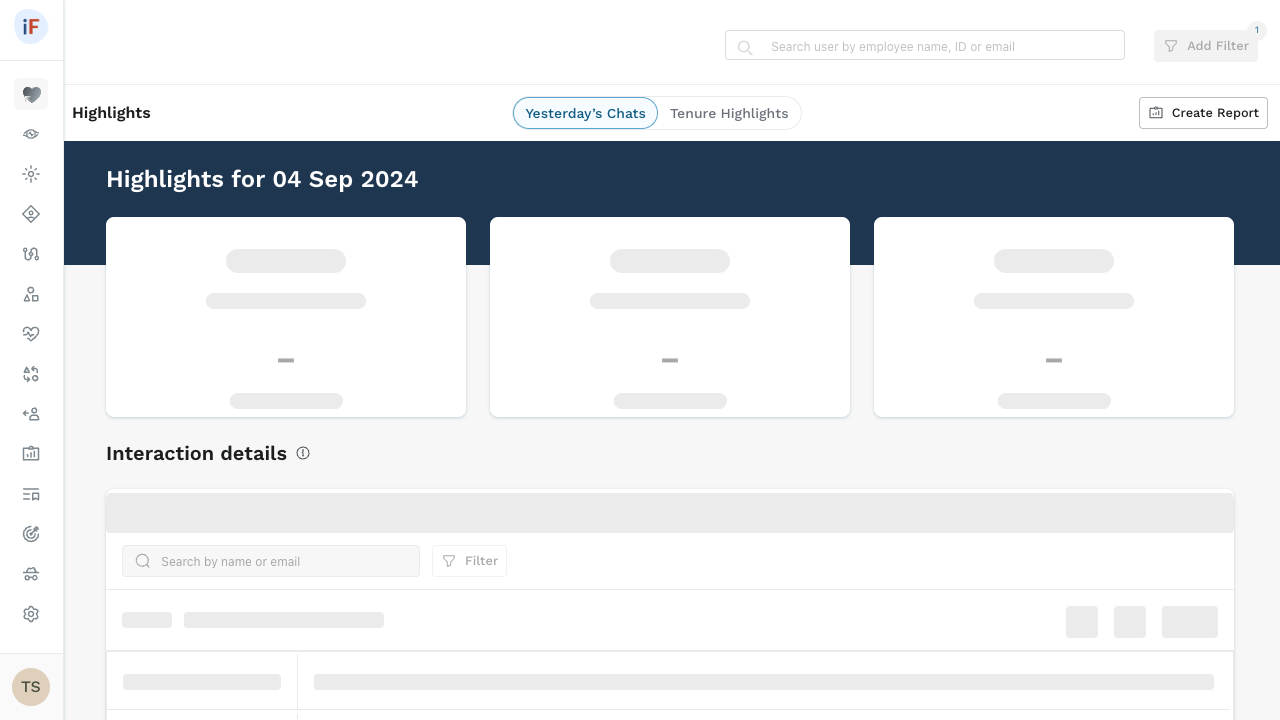 iF
Search user by employee name, ID or email
Add Filter
1
Highlights
Yesterday's Chats
Tenure Highlights
Create Report
Highlights for 04 Sep 2024
Interaction details
Search by name or email
Filter
TS